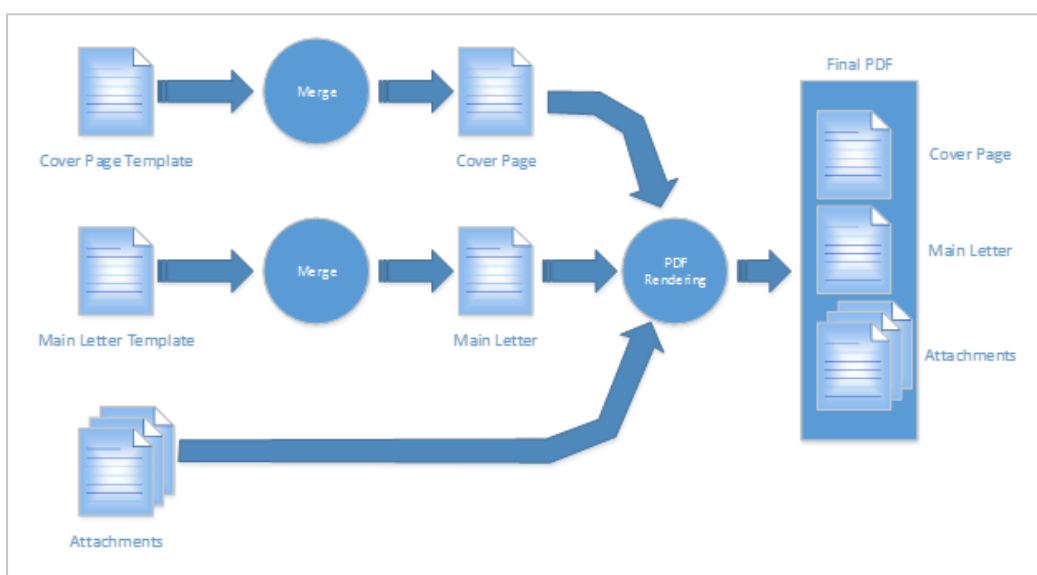 Final PDF
Merge
Cover Page Template
Cover Page
Cover Page
Merge
PDF
Rendering
Main Letter
Main Letter Template
Main Letter
Attachments
Attachments